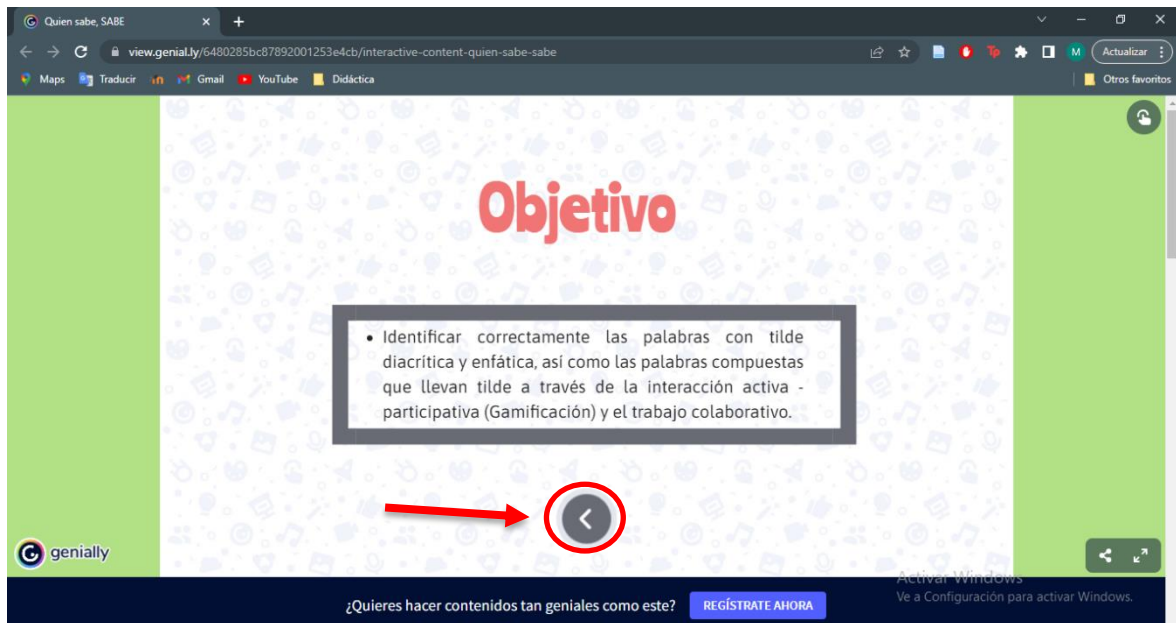 Quien sabe, SABE
view.genial.ly/6480285bc87892001253e4cb/interactive-content-quien-sabe-sabe
M Actualizar
Maps Traducir Gmail YouTube Didáctica Otros favoritos
Objetivo
• Identificar correctamente las palabras con tilde
diacrítica y enfática, así como las palabras compuestas
que llevan tilde a través de la interacción activa -
participativa (Gamificación) y el trabajo colaborativo.
genially
Activar Windows
Ve a Configuración para activar Windows.
¿Quieres hacer contenidos tan geniales como este? REGÍSTRATE AHORA